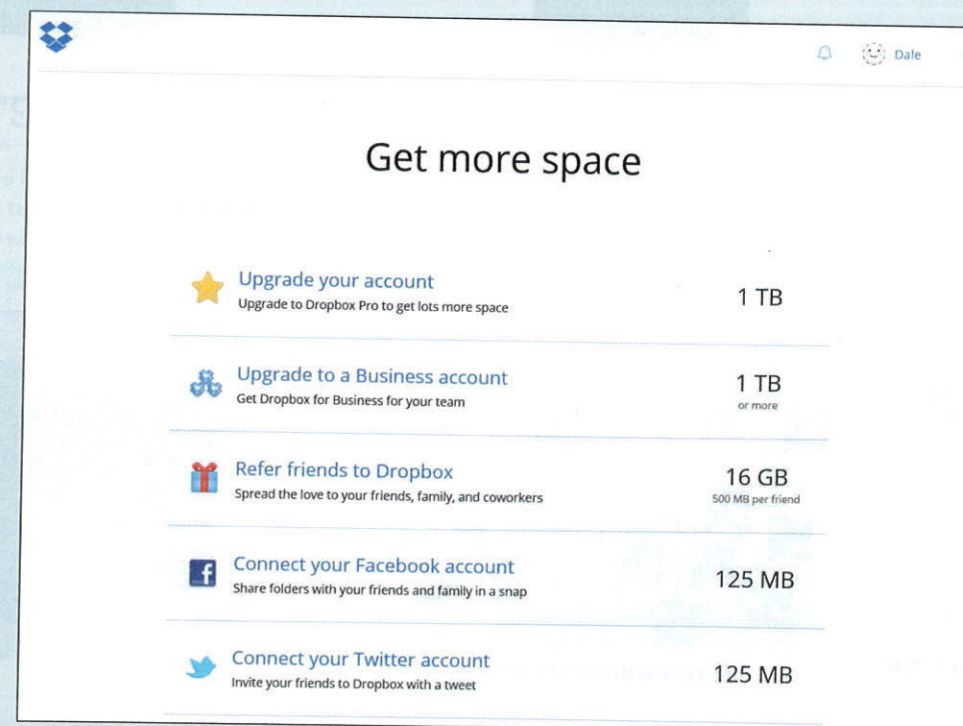 Dale
Get more space
Upgrade your account
Upgrade to Dropbox Pro to get lots more space
1 TB
Upgrade to a Business account
Get Dropbox for Business for your team
1 TB
or more
Refer friends to Dropbox
Spread the love to your friends, family, and coworkers
16 GB
500 MB per friend
Connect your Facebook account
Share folders with your friends and family in a snap
125 MB
Connect your Twitter account
Invite your friends to Dropbox with a tweet
125 MB